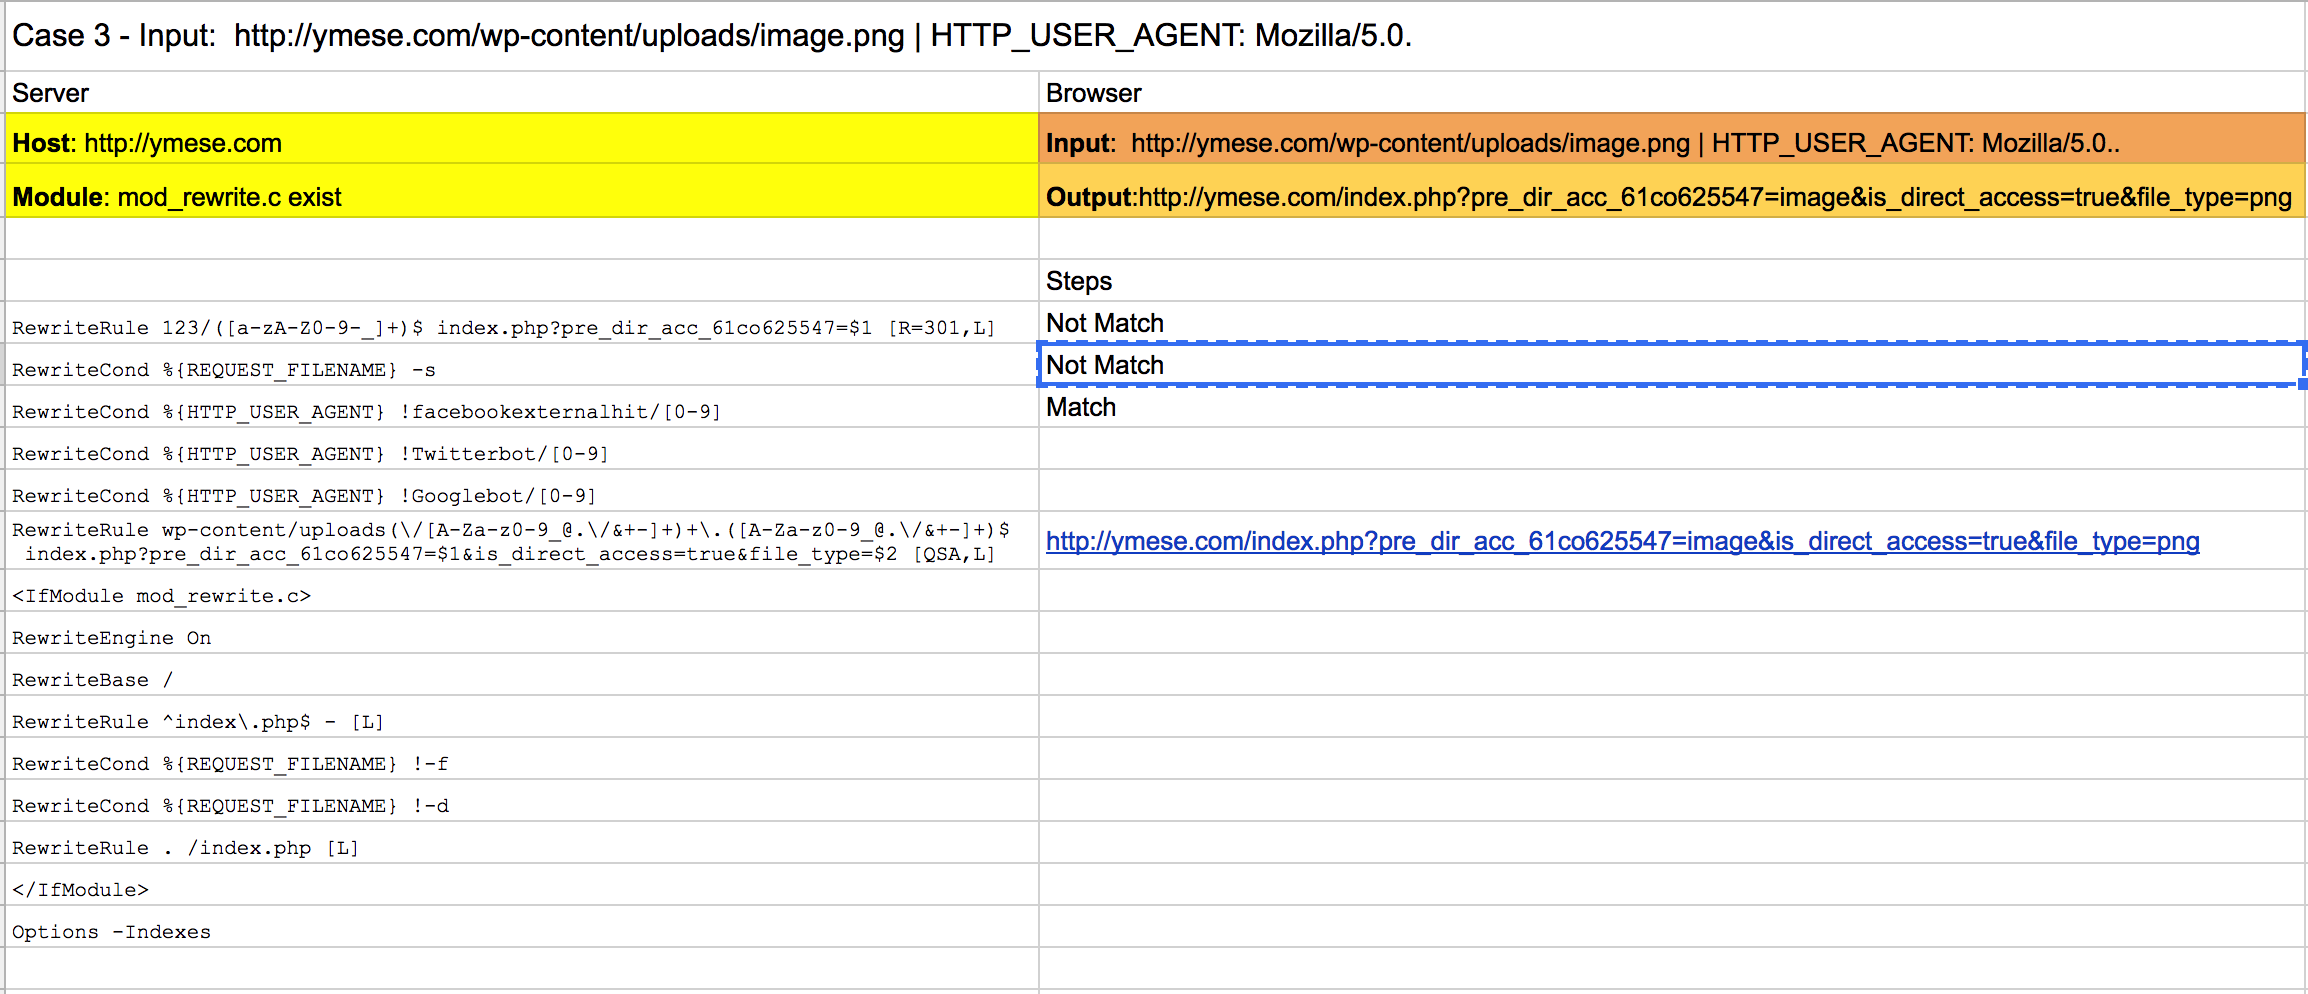 Case 3 - Input:  http://ymese.com/wp-content/uploads/image.png | HTTP_USER_AGENT: Mozilla/5.0.
Server
Browser
Host: http://ymese.com
Input:  http://ymese.com/wp-content/uploads/image.png | HTTP_USER_AGENT: Mozilla/5.0..
Module: mod_rewrite.c exist
Output:http://ymese.com/index.php?pre_dir_acc_61co625547=image&is_direct_access=true&file_type=png
Steps
RewriteRule 123/([a-zA-Z0-9-_]+)$ index.php?pre_dir_acc_61co625547=$1 [R=301,L]
Not Match
RewriteCond %{REQUEST_FILENAME} -s
Not Match
RewriteCond %{HTTP_USER_AGENT} !facebookexternalhit/[0-9]
Match
RewriteCond %{HTTP_USER_AGENT} !Twitterbot/[0-9]
RewriteCond %{HTTP_USER_AGENT} !Googlebot/[0-9]
RewriteRule wp-content/uploads(\/[A-Za-z0-9_@.\/&+-]+)+\.([A-Za-z0-9_@.\/&+-]+)$
index.php?pre_dir_acc_61co625547=$1&is_direct_access=true&file_type=$2 [QSA,L]
http://ymese.com/index.php?pre_dir_acc_61co625547=image&is_direct_access=true&file_type=png
<IfModule mod_rewrite.c>
RewriteEngine On
RewriteBase /
RewriteRule ^index\.php$ - [L]
RewriteCond %{REQUEST_FILENAME} !-f
RewriteCond %{REQUEST_FILENAME} !-d
RewriteRule . /index.php [L]
</IfModule>
Options -Indexes